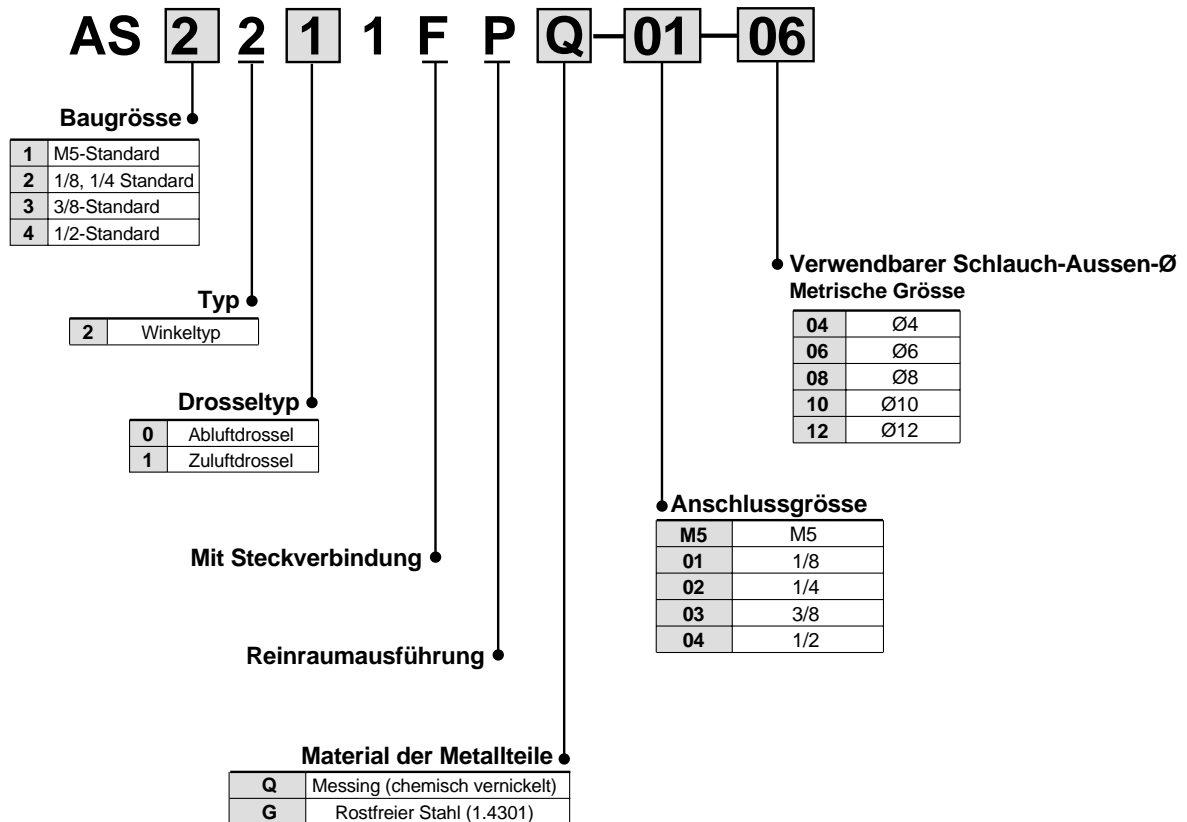 AS 2 2 1 1 F P Q-01-06
Baugrösse
1 M5-Standard
2 1/8, 1/4 Standard
3 3/8-Standard
4 1/2-Standard
Typ
2 Winkeltyp
Drosseltyp
0 Abluftdrossel
1 Zuluftdrossel
Mit Steckverbindung
Reinraumausführung
Material der Metallteile
Q Messing (chemisch vernickelt)
G Rostfreier Stahl (1.4301)
Anschlussgrösse
M5 M5
01 1/8
02 1/4
03 3/8
04 1/2
Verwendbarer Schlauch-Aussen-Ø
Metrische Grösse
04 Ø4
06 Ø6
08 Ø8
10 Ø10
12 Ø12